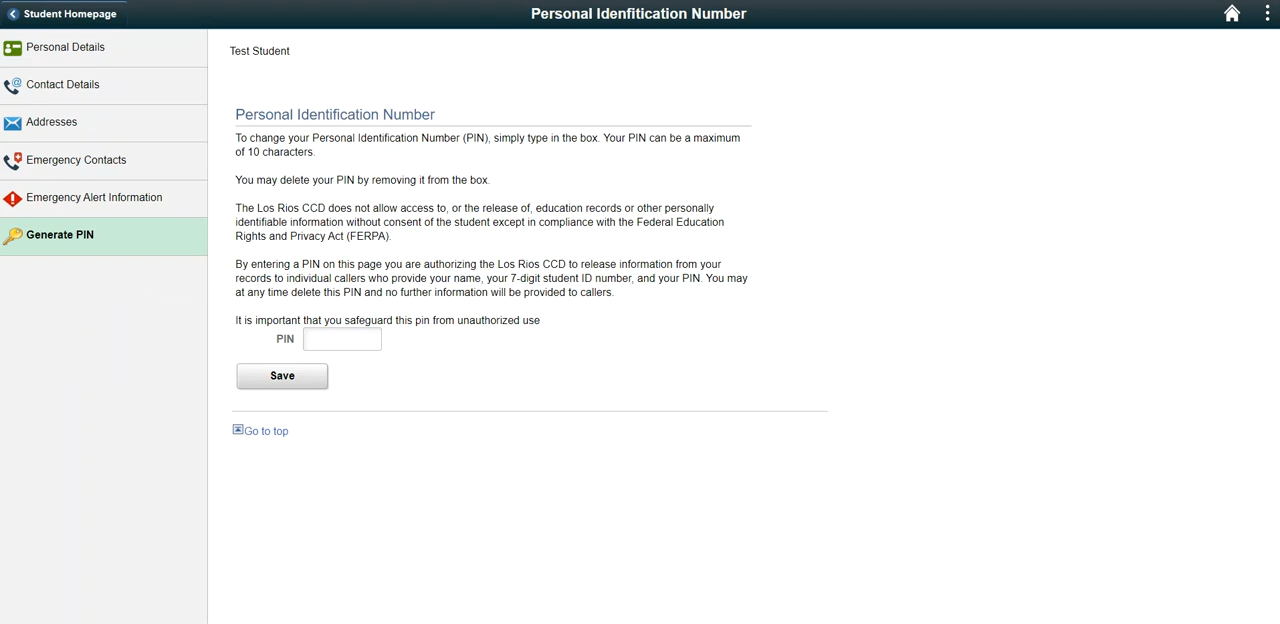 Student Homepage
Personal Idenfitication Number
Personal Details
Contact Details
Addresses
Emergency Contacts
Emergency Alert Information
Generate PIN
Test Student
Personal Identification Number
To change your Personal Identification Number (PIN), simply type in the box. Your PIN can be a maximum
of 10 characters.
You may delete your PIN by removing it from the box.
The Los Rios CCD does not allow access to, or the release of, education records or other personally
identifiable information without consent of the student except in compliance with the Federal Education
Rights and Privacy Act (FERPA).
By entering a PIN on this page you are authorizing the Los Rios CCD to release information from your
records to individual callers who provide your name, your 7-digit student ID number, and your PIN. You may
at any time delete this PIN and no further information will be provided to callers.
It is important that you safeguard this pin from unauthorized use
PIN
Save
Go to top